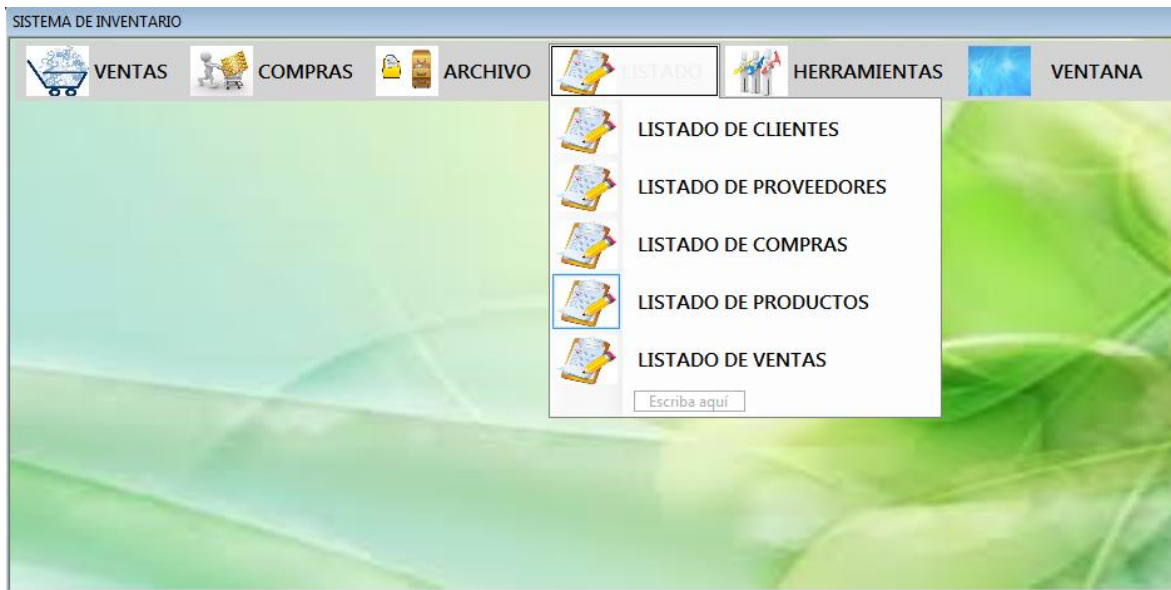 SISTEMA DE INVENTARIO
VENTAS COMPRAS ARCHIVO LISTADO HERRAMIENTAS VENTANA
LISTADO DE CLIENTES
LISTADO DE PROVEEDORES
LISTADO DE COMPRAS
LISTADO DE PRODUCTOS
LISTADO DE VENTAS
Escriba aquí